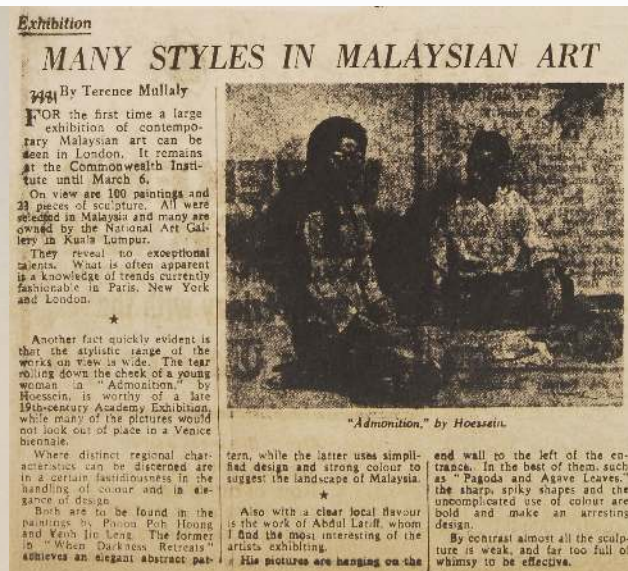 Exhibition
MANY STYLES IN MALAYSIAN ART
By Terence Mullaly
FOR the first time a large
exhibition of contempo-
rary Malaysian art can be
seen in London. It remains
at the Commonwealth Insti-
tute until March 6.
On view are 100 paintings and
23 pieces of sculpture. All were
selected in Malaysia and many are
owned by the National Art Gal-
lery in Kuala Lumpur.
They reveal no exceptional
talents. What is often apparent
is a knowledge of trends currently
fashionable in Paris, New York
and London.
★
Another fact quickly evident is
that the stylistic range of the
works on view is wide. The tear
rolling down the cheek of a young
woman in "Admonition," by
Hoessein, is worthy of a late
19th-century Academy Exhibition,
while many of the pictures would
not look out of place in a Venice
biennale.
Where distinct regional char-
acteristics can be discerned are
in a certain fastidiousness in the
handling of colour and in ele-
gance of design
Both are to be found in the
paintings by Poh Hoong
and Yeoh Jin Leng. The former
in "When Darkness Retreats"
achieves an elegant abstract pat-
"Admonition," by Hoessein.
tern, while the latter uses simpli-
fied design and strong colour to
suggest the landscape of Malaysia.
★
Also with a clear local flavour
is the work of Abdul Latiff, whom
I find the most interesting of the
artists exhibiting.
His pictures are hanging on the
end wall to the left of the en-
trance. In the best of them, such
as "Pagoda and Agave Leaves,"
the sharp, spiky shapes and the
uncomplicated use of colour are
bold and make an arresting
design.
By contrast almost all the sculp-
ture is weak, and far too full of
whimsy to be effective.